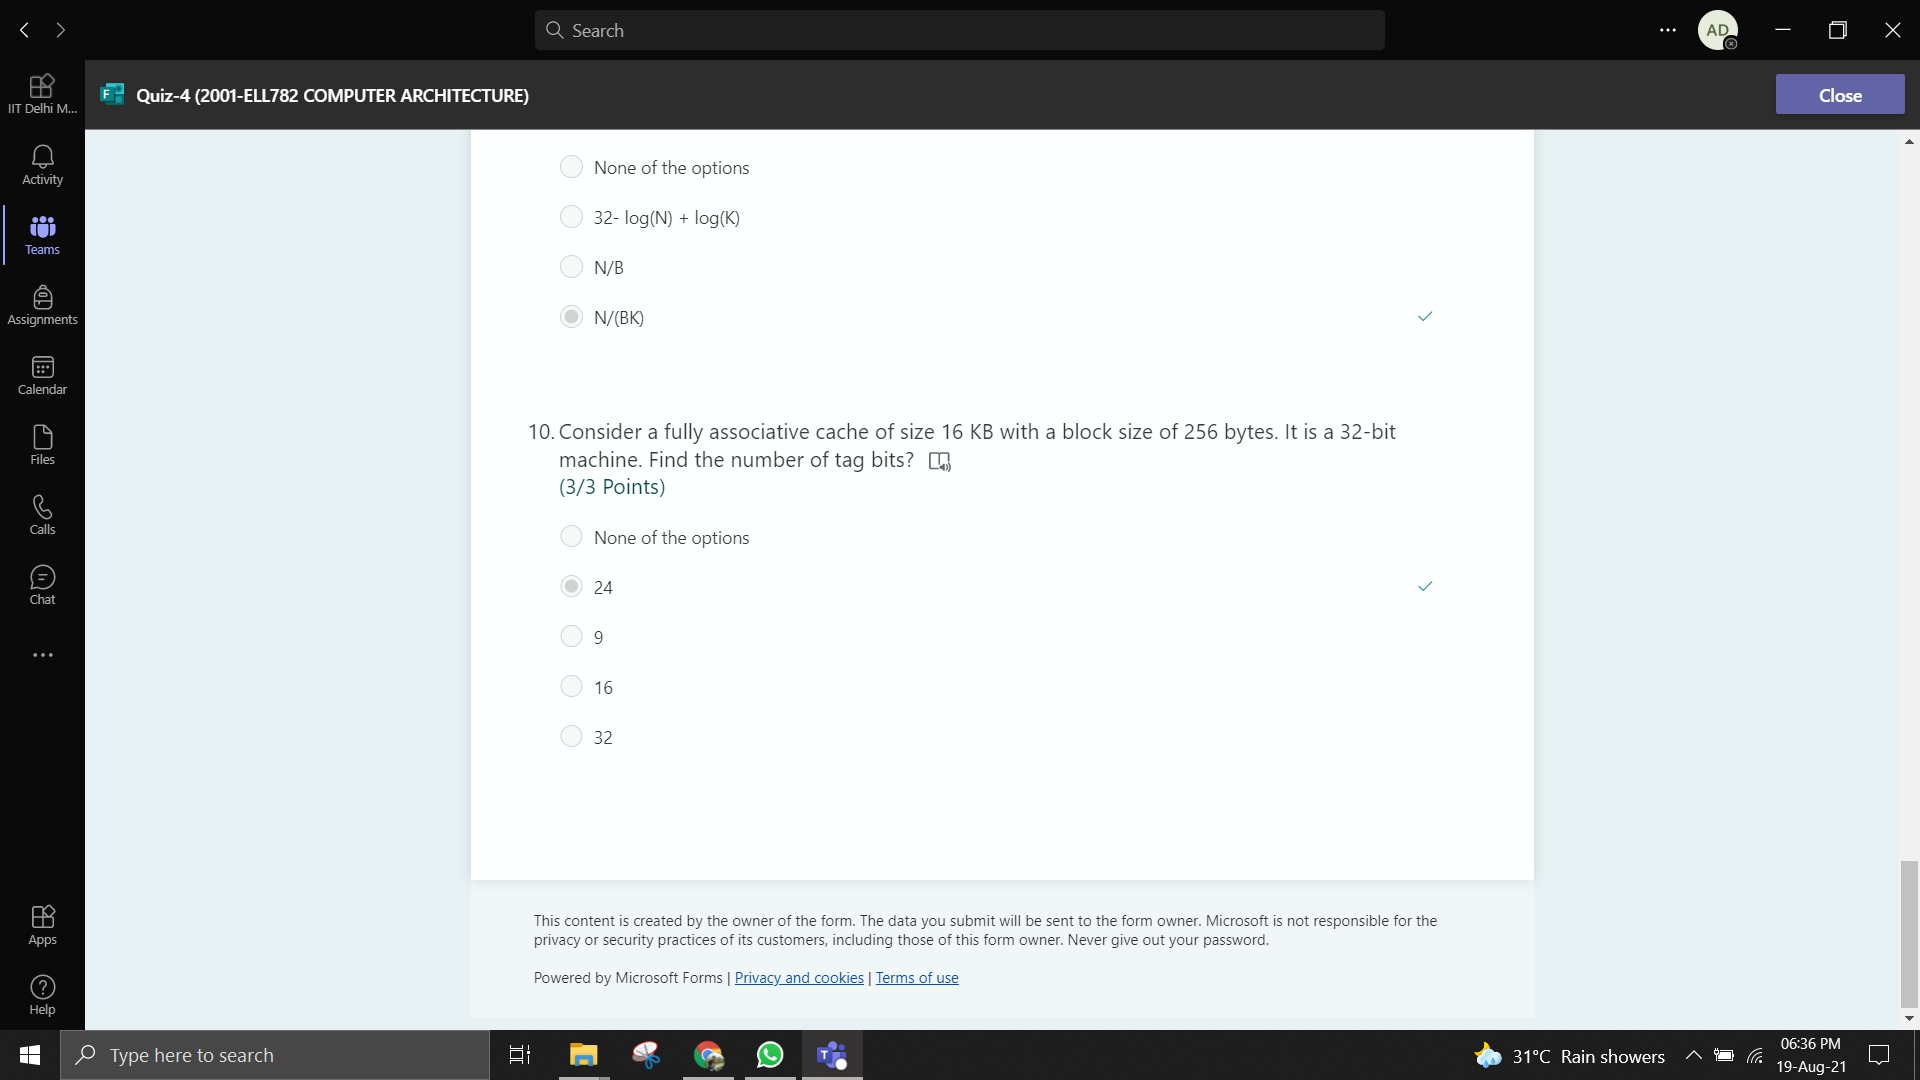 Search
AD
IIT Delhi M...
Quiz-4 (2001-ELL782 COMPUTER ARCHITECTURE)
Close
Activity
Teams
Assignments
Calendar
Files
Calls
Chat
Apps
Help
None of the options
32- log(N) + log(K)
N/B
N/(BK)
10. Consider a fully associative cache of size 16 KB with a block size of 256 bytes. It is a 32-bit
machine. Find the number of tag bits?
(3/3 Points)
None of the options
24
9
16
32
This content is created by the owner of the form. The data you submit will be sent to the form owner. Microsoft is not responsible for the
privacy or security practices of its customers, including those of this form owner. Never give out your password.
Powered by Microsoft Forms | Privacy and cookies | Terms of use
Type here to search
31°C Rain showers
06:36 PM
19-Aug-21